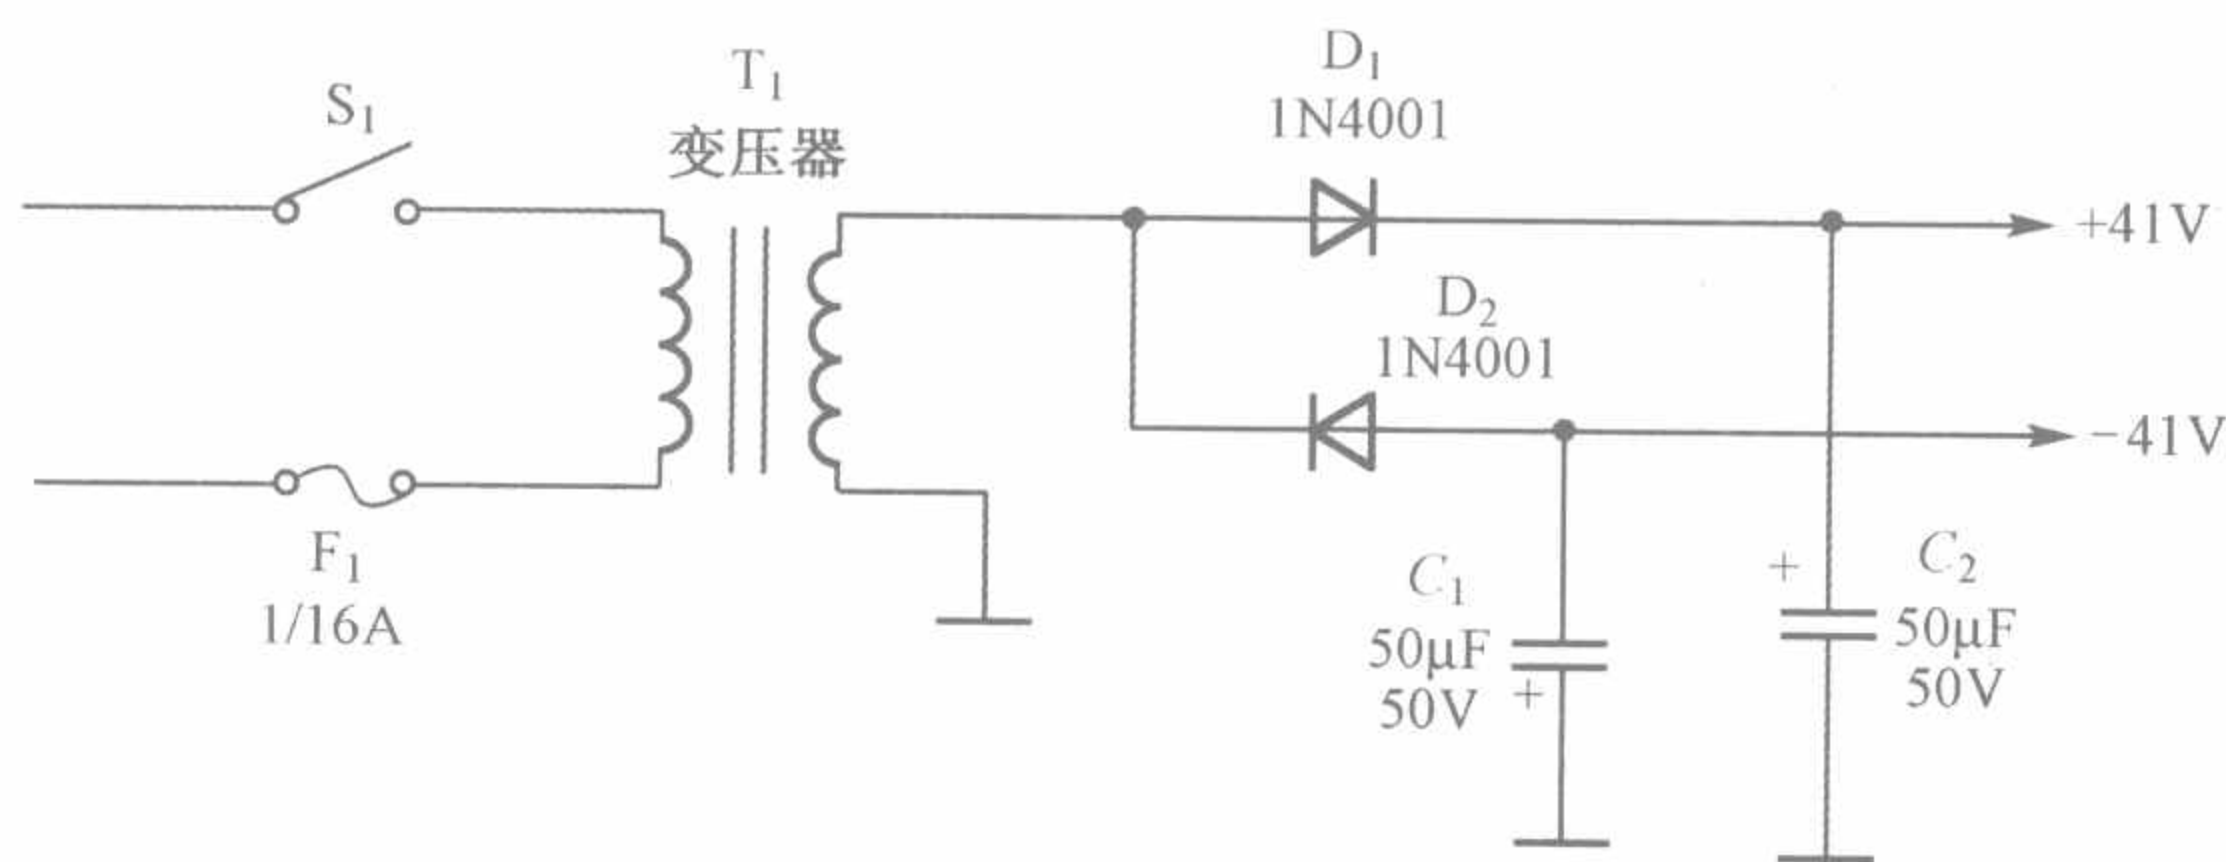 S₁
T₁
变压器
D₁
1N4001
+41V
D₂
1N4001
-41V
F₁
1/16A
C₁
50μF
50V
+
+
C₂
50μF
50V